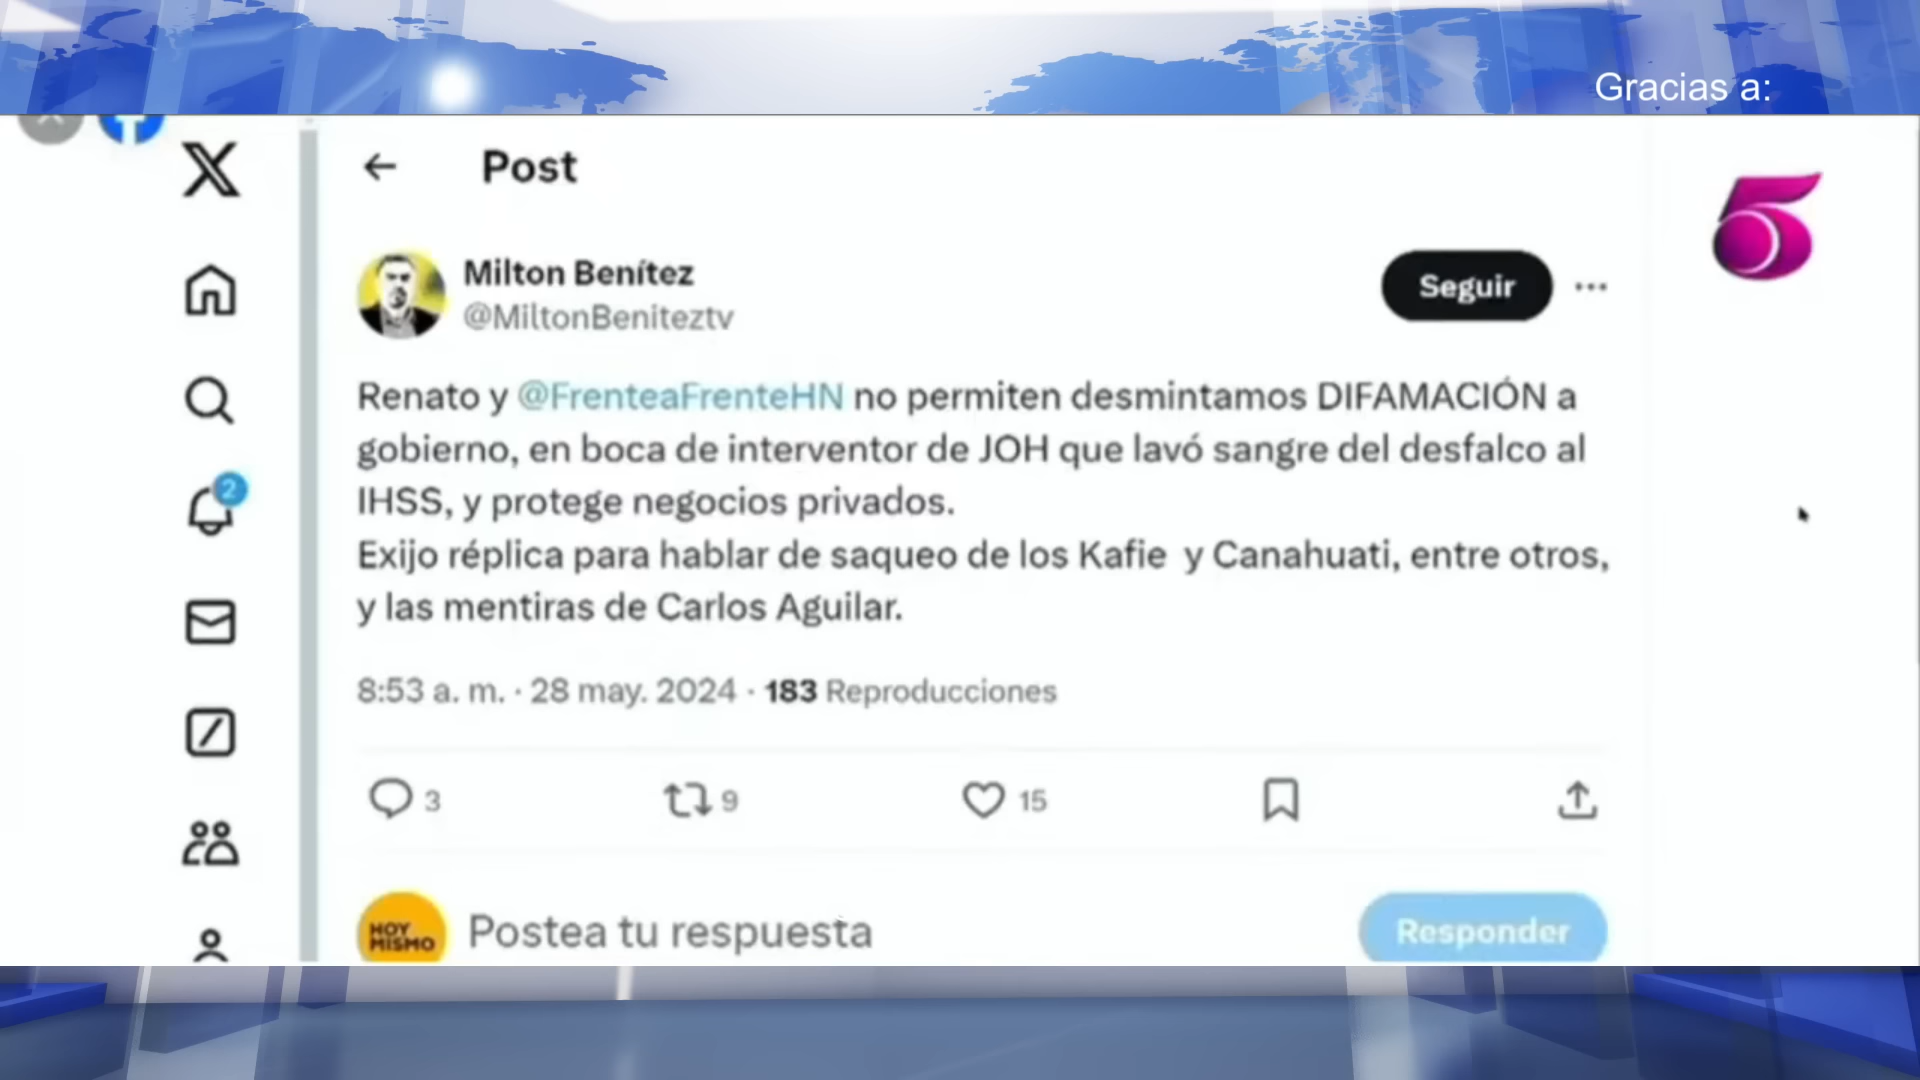 Gracias a:
Post
5
Milton Benítez
@MiltonBeniteztv
Seguir
Renato y @FrenteaFrenteHN no permiten desmintamos DIFAMACIÓN a
gobierno, en boca de interventor de JOH que lavó sangre del desfalco al
IHSS, y protege negocios privados.
Exijo réplica para hablar de saqueo de los Kafie y Canahuati, entre otros,
y las mentiras de Carlos Aguilar.
2
8:53 a. m. · 28 may. 2024 · 183 Reproducciones
3 9 15
HOY
MISMO
Postea tu respuesta
Responder